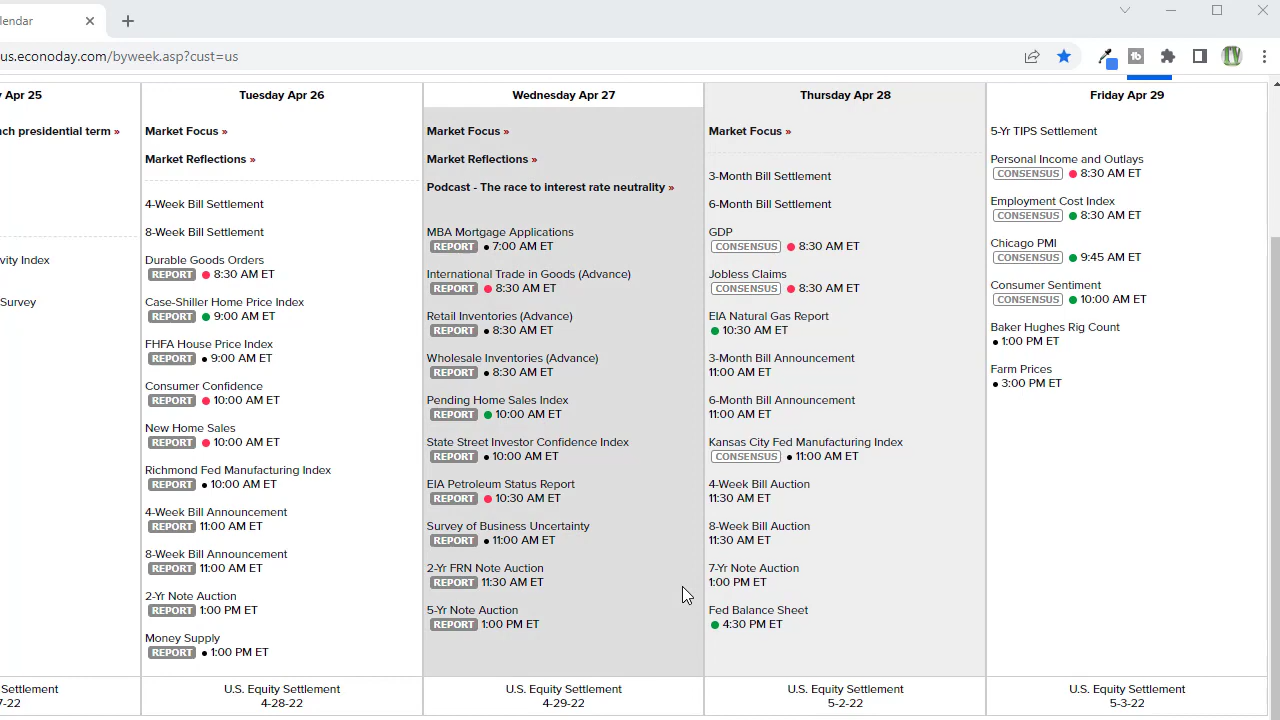 lendar
us.econoday.com/byweek.asp?cust=us
Apr 25
presidential term »
vity Index
Survey
Settlement
7-22
Tuesday Apr 26
Market Focus »
Market Reflections »
4-Week Bill Settlement
8-Week Bill Settlement
Durable Goods Orders
REPORT 8:30 AM ET
Case-Shiller Home Price Index
REPORT 9:00 AM ET
FHFA House Price Index
REPORT 9:00 AM ET
Consumer Confidence
REPORT 10:00 AM ET
New Home Sales
REPORT 10:00 AM ET
Richmond Fed Manufacturing Index
REPORT 10:00 AM ET
4-Week Bill Announcement
REPORT 11:00 AM ET
8-Week Bill Announcement
REPORT 11:00 AM ET
2-Yr Note Auction
REPORT 1:00 PM ET
Money Supply
REPORT 1:00 PM ET
U.S. Equity Settlement
4-28-22
Wednesday Apr 27
Market Focus »
Market Reflections »
Podcast - The race to interest rate neutrality »
MBA Mortgage Applications
REPORT 7:00 AM ET
International Trade in Goods (Advance)
REPORT 8:30 AM ET
Retail Inventories (Advance)
REPORT 8:30 AM ET
Wholesale Inventories (Advance)
REPORT 8:30 AM ET
Pending Home Sales Index
REPORT 10:00 AM ET
State Street Investor Confidence Index
REPORT 10:00 AM ET
EIA Petroleum Status Report
REPORT 10:30 AM ET
Survey of Business Uncertainty
REPORT 11:00 AM ET
2-Yr FRN Note Auction
REPORT 11:30 AM ET
5-Yr Note Auction
REPORT 1:00 PM ET
U.S. Equity Settlement
4-29-22
Thursday Apr 28
Market Focus »
3-Month Bill Settlement
6-Month Bill Settlement
GDP
CONSENSUS 8:30 AM ET
Jobless Claims
CONSENSUS 8:30 AM ET
EIA Natural Gas Report
10:30 AM ET
3-Month Bill Announcement
11:00 AM ET
6-Month Bill Announcement
11:00 AM ET
Kansas City Fed Manufacturing Index
CONSENSUS 11:00 AM ET
4-Week Bill Auction
11:30 AM ET
8-Week Bill Auction
11:30 AM ET
7-Yr Note Auction
1:00 PM ET
Fed Balance Sheet
4:30 PM ET
U.S. Equity Settlement
5-2-22
Friday Apr 29
5-Yr TIPS Settlement
Personal Income and Outlays
CONSENSUS 8:30 AM ET
Employment Cost Index
CONSENSUS 8:30 AM ET
Chicago PMI
CONSENSUS 9:45 AM ET
Consumer Sentiment
CONSENSUS 10:00 AM ET
Baker Hughes Rig Count
1:00 PM ET
Farm Prices
3:00 PM ET
U.S. Equity Settlement
5-3-22